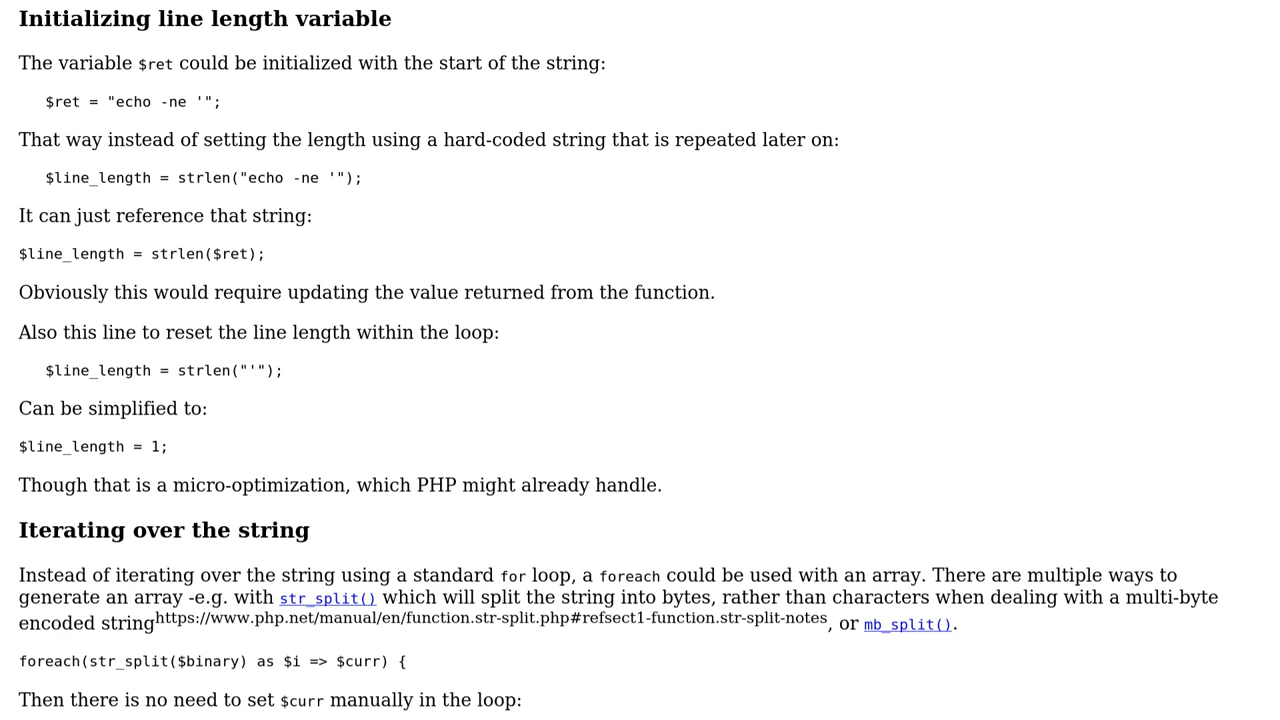 Initializing line length variable
The variable $ret could be initialized with the start of the string:
$ret = "echo -ne '";
That way instead of setting the length using a hard-coded string that is repeated later on:
$line_length = strlen("echo -ne '");
It can just reference that string:
$line_length = strlen($ret);
Obviously this would require updating the value returned from the function.
Also this line to reset the line length within the loop:
$line_length = strlen("'");
Can be simplified to:
$line_length = 1;
Though that is a micro-optimization, which PHP might already handle.
Iterating over the string
Instead of iterating over the string using a standard for loop, a foreach could be used with an array. There are multiple ways to
generate an array -e.g. with str_split() which will split the string into bytes, rather than characters when dealing with a multi-byte
encoded stringhttps://www.php.net/manual/en/function.str-split.php#refsect1-function.str-split-notes, or mb_split().
foreach(str_split($binary) as $i => $curr) {
Then there is no need to set $curr manually in the loop: